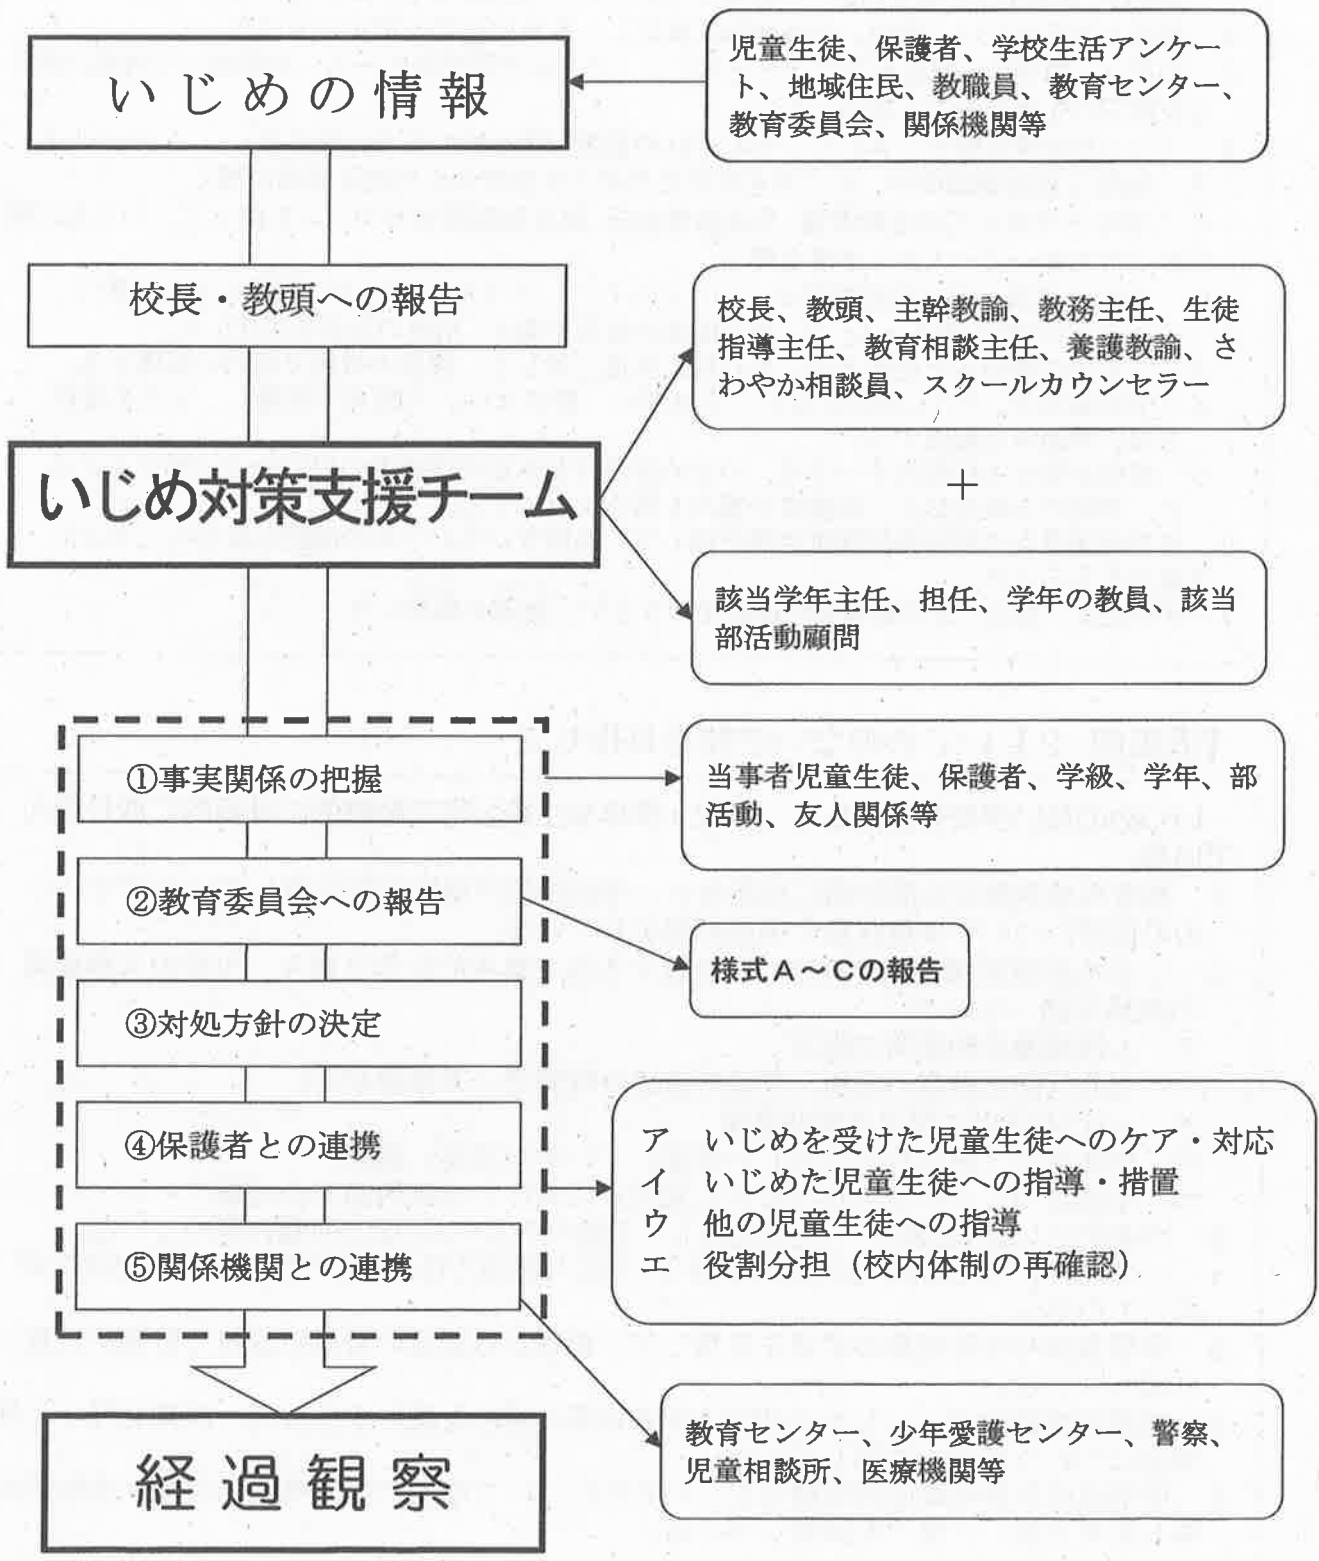 いじめの情報
児童生徒、保護者、学校生活アンケー
ト、地域住民、教職員、教育センター、
教育委員会、関係機関等
校長・教頭への報告
校長、教頭、主幹教諭、教務主任、生徒
指導主任、教育相談主任、養護教諭、さ
わやか相談員、スクールカウンセラー
いじめ対策支援チーム
＋
該当学年主任、担任、学年の教員、該当
部活動顧問
①事実関係の把握
当事者児童生徒、保護者、学級、学年、部
活動、友人関係等
②教育委員会への報告
様式Ａ～Ｃの報告
③対処方針の決定
④保護者との連携
ア　いじめを受けた児童生徒へのケア・対応
イ　いじめた児童生徒への指導・措置
ウ　他の児童生徒への指導
エ　役割分担（校内体制の再確認）
⑤関係機関との連携
教育センター、少年愛護センター、警察、
児童相談所、医療機関等
経過観察